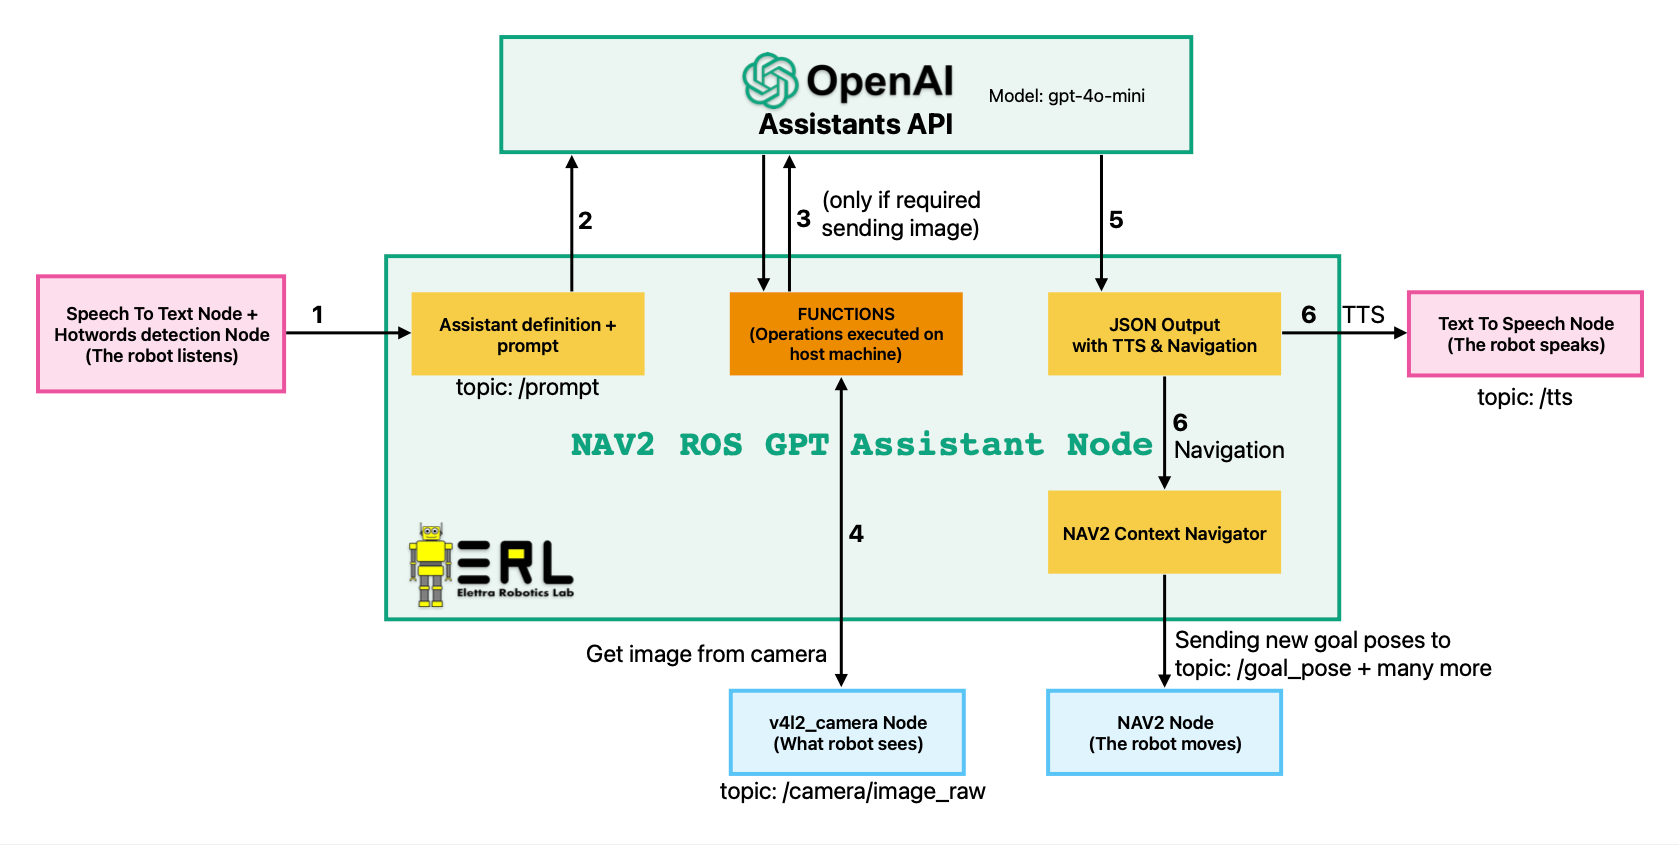 OpenAI
Assistants API
Model: gpt-4o-mini
2
3
(only if required
sending image)
5
Speech To Text Node +
Hotwords detection Node
(The robot listens)
1
Assistant definition +
prompt
topic: /prompt
FUNCTIONS
(Operations executed on
host machine)
JSON Output
with TTS & Navigation
6
TTS
Text To Speech Node
(The robot speaks)
topic: /tts
NAV2 ROS GPT Assistant Node
6
Navigation
ERL
Elettra Robotics Lab
4
NAV2 Context Navigator
Get image from camera
Sending new goal poses to
topic: /goal_pose + many more
v4l2_camera Node
(What robot sees)
topic: /camera/image_raw
NAV2 Node
(The robot moves)